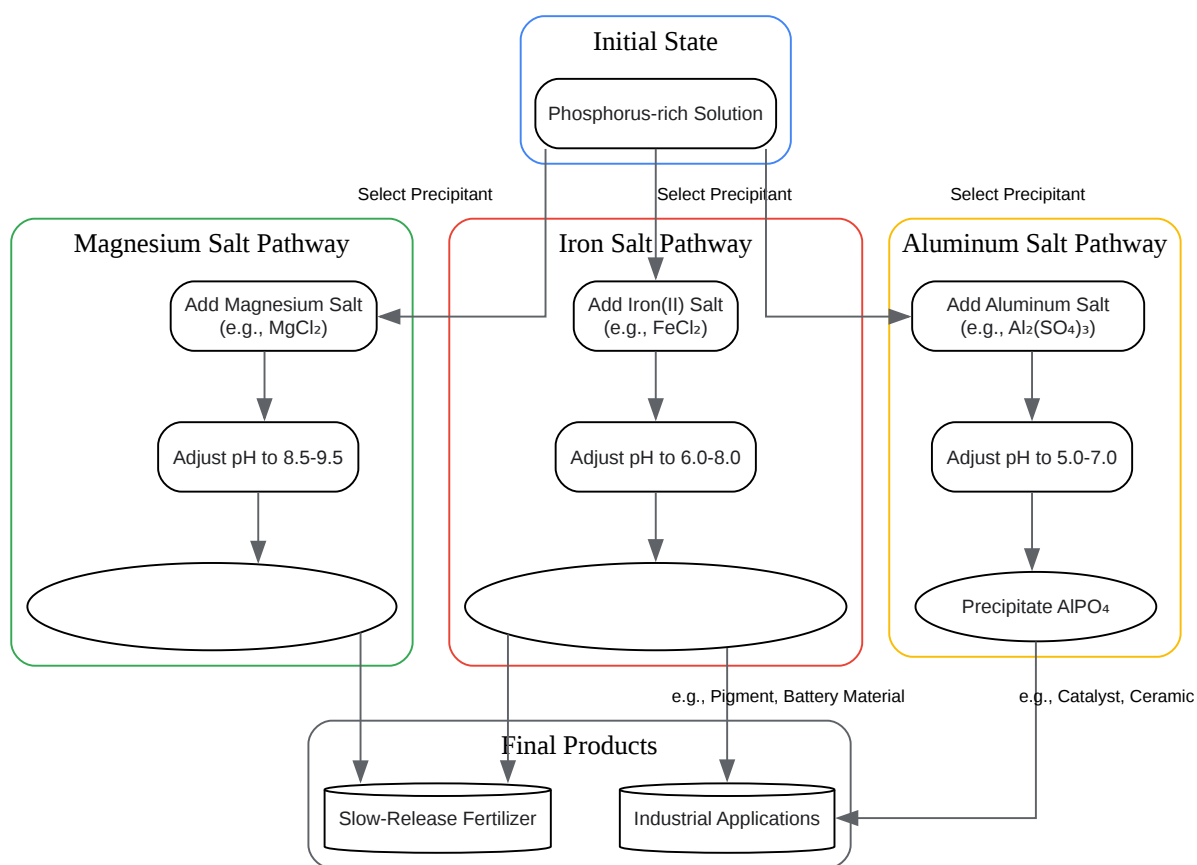 Initial State
Phosphorus-rich Solution
Select Precipitant
Select Precipitant
Select Precipitant
Magnesium Salt Pathway
Iron Salt Pathway
Aluminum Salt Pathway
Add Magnesium Salt
(e.g., MgCl₂)
Add Iron(II) Salt
(e.g., FeCl₂)
Add Aluminum Salt
(e.g., Al₂(SO₄)₃)
Adjust pH to 8.5-9.5
Adjust pH to 6.0-8.0
Adjust pH to 5.0-7.0
Precipitate AlPO₄
e.g., Pigment, Battery Material
e.g., Catalyst, Ceramic
Final Products
Slow-Release Fertilizer
Industrial Applications